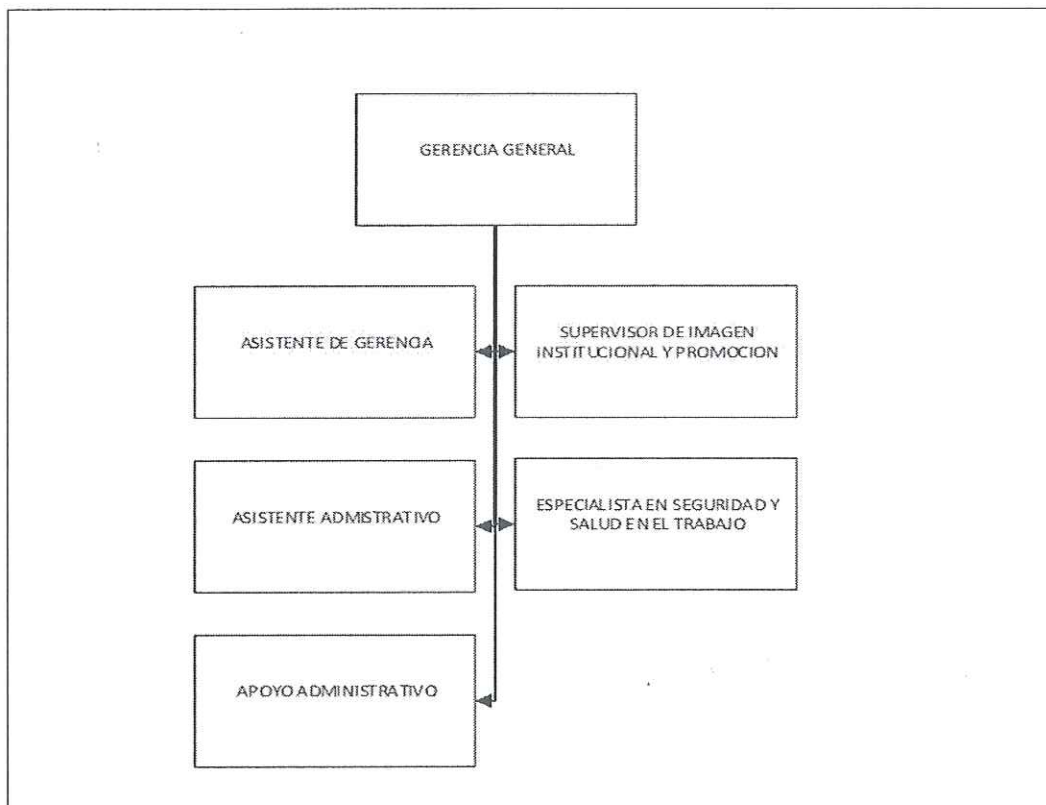 GERENCIA GENERAL
ASISTENTE DE GERENCIA
SUPERVISOR DE IMAGEN
INSTITUCIONAL Y PROMOCION
ASISTENTE ADMISTRATIVO
ESPECIALISTA EN SEGURIDAD Y
SALUD EN EL TRABAJO
APOYO ADMINISTRATIVO